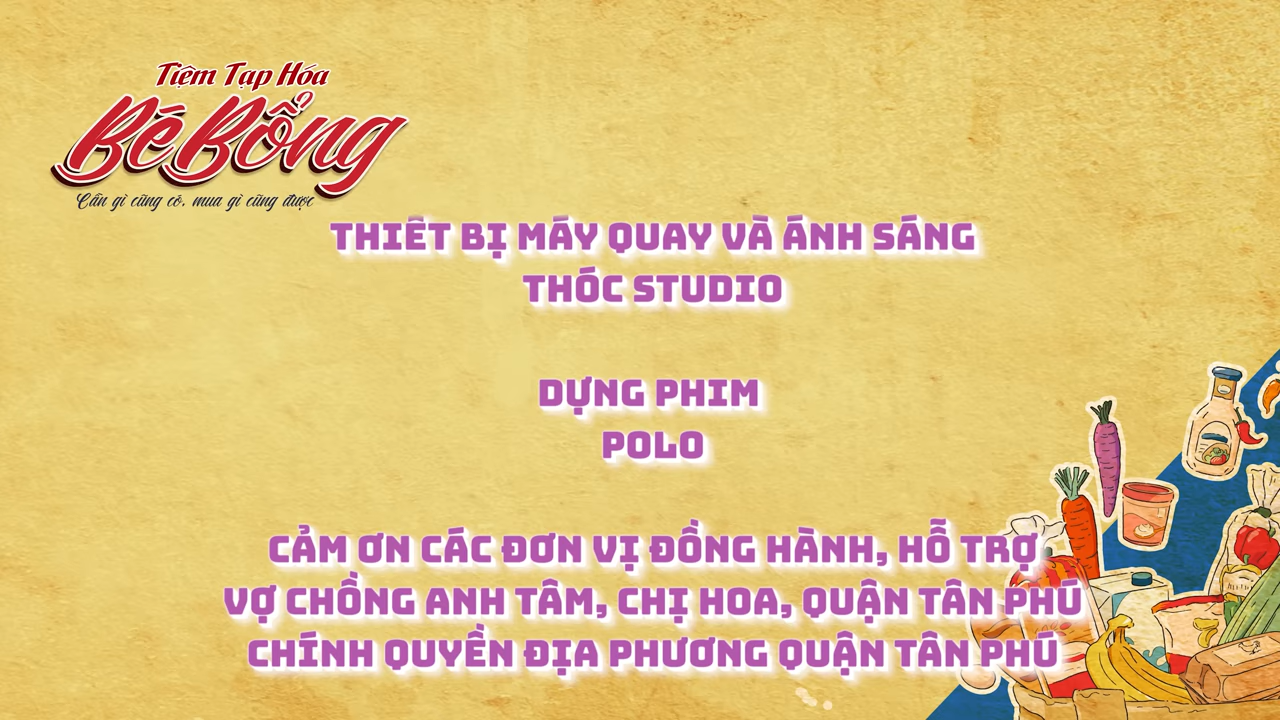 Tiệm Tạp Hóa
Bé Bổng
Cần gì cũng có, mua gì cũng được
THIẾT BỊ MÁY QUAY VÀ ÁNH SÁNG
THÓC STUDIO
DỰNG PHIM
POLO
CẢM ƠN CÁC ĐƠN VỊ ĐỒNG HÀNH, HỖ TRỢ
VỢ CHỒNG ANH TÂM, CHỊ HOA, QUẬN TÂN PHÚ
CHÍNH QUYỀN ĐỊA PHƯƠNG QUẬN TÂN PHÚ